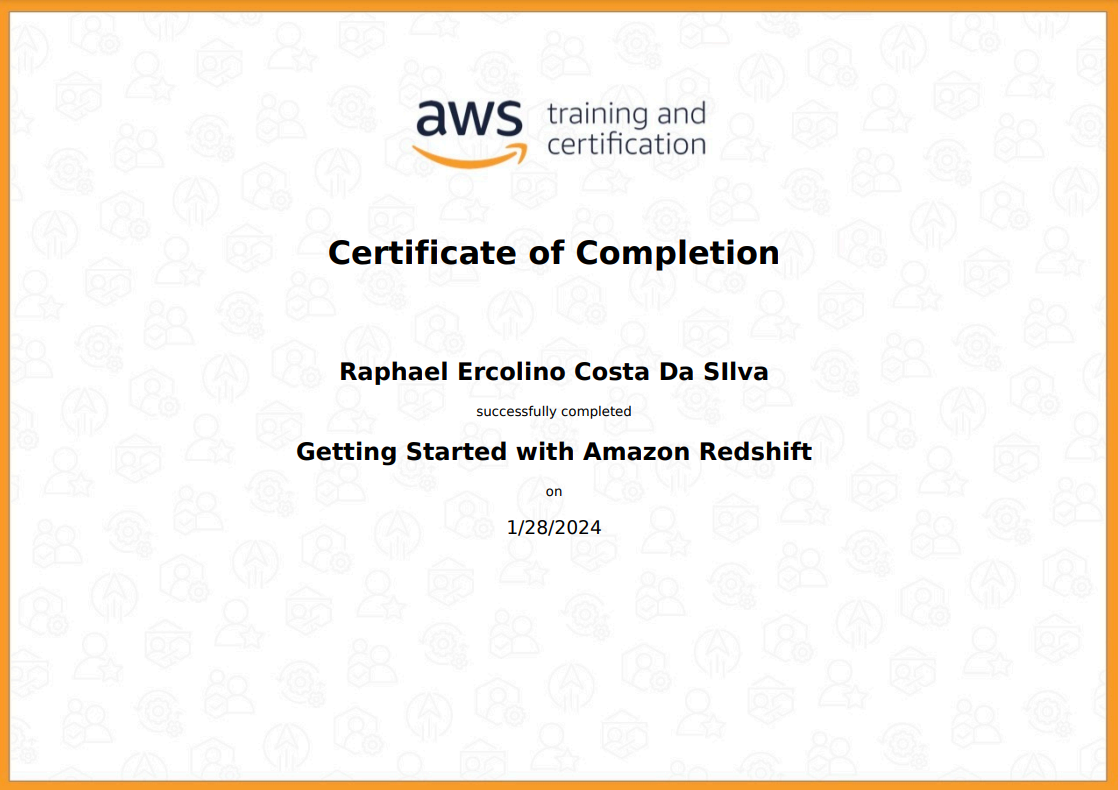 aws training and
certification
Certificate of Completion
Raphael Ercolino Costa Da SIlva
successfully completed
Getting Started with Amazon Redshift
on
1/28/2024